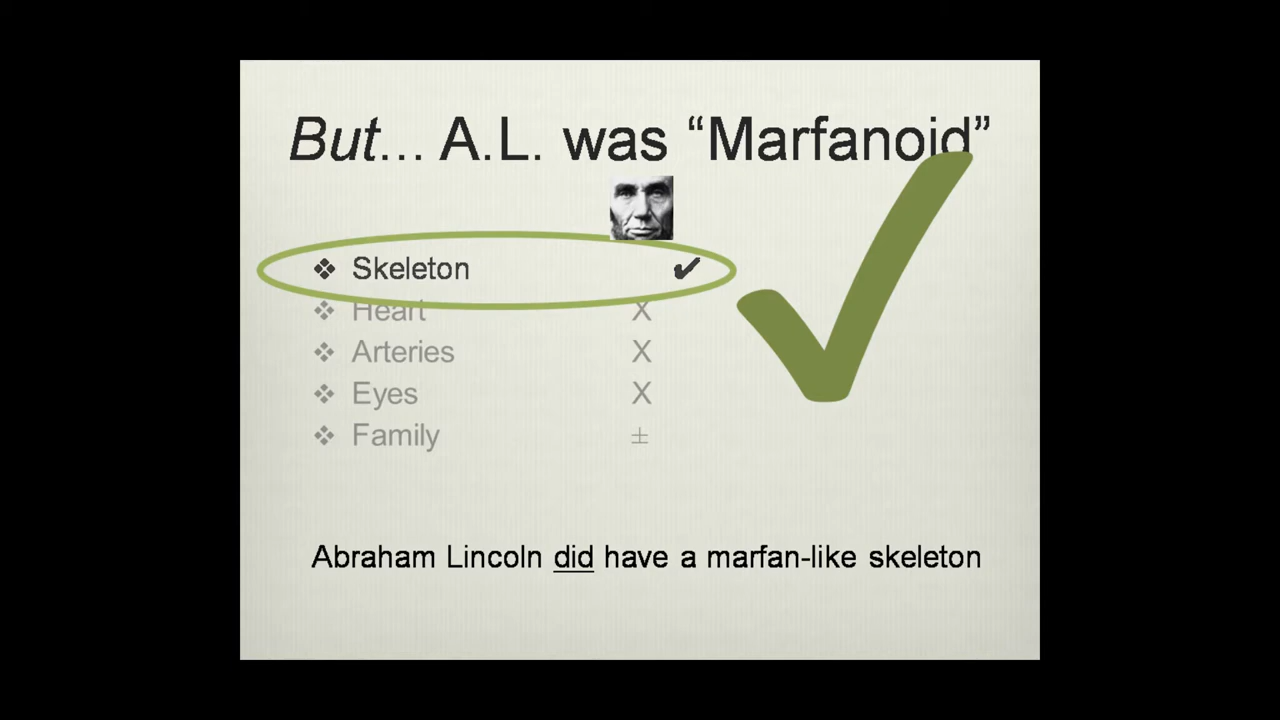 But... A.L. was “Marfanoid”
❖ Skeleton ✔
❖ Heart X
❖ Arteries X
❖ Eyes X
❖ Family ±
Abraham Lincoln did have a marfan-like skeleton